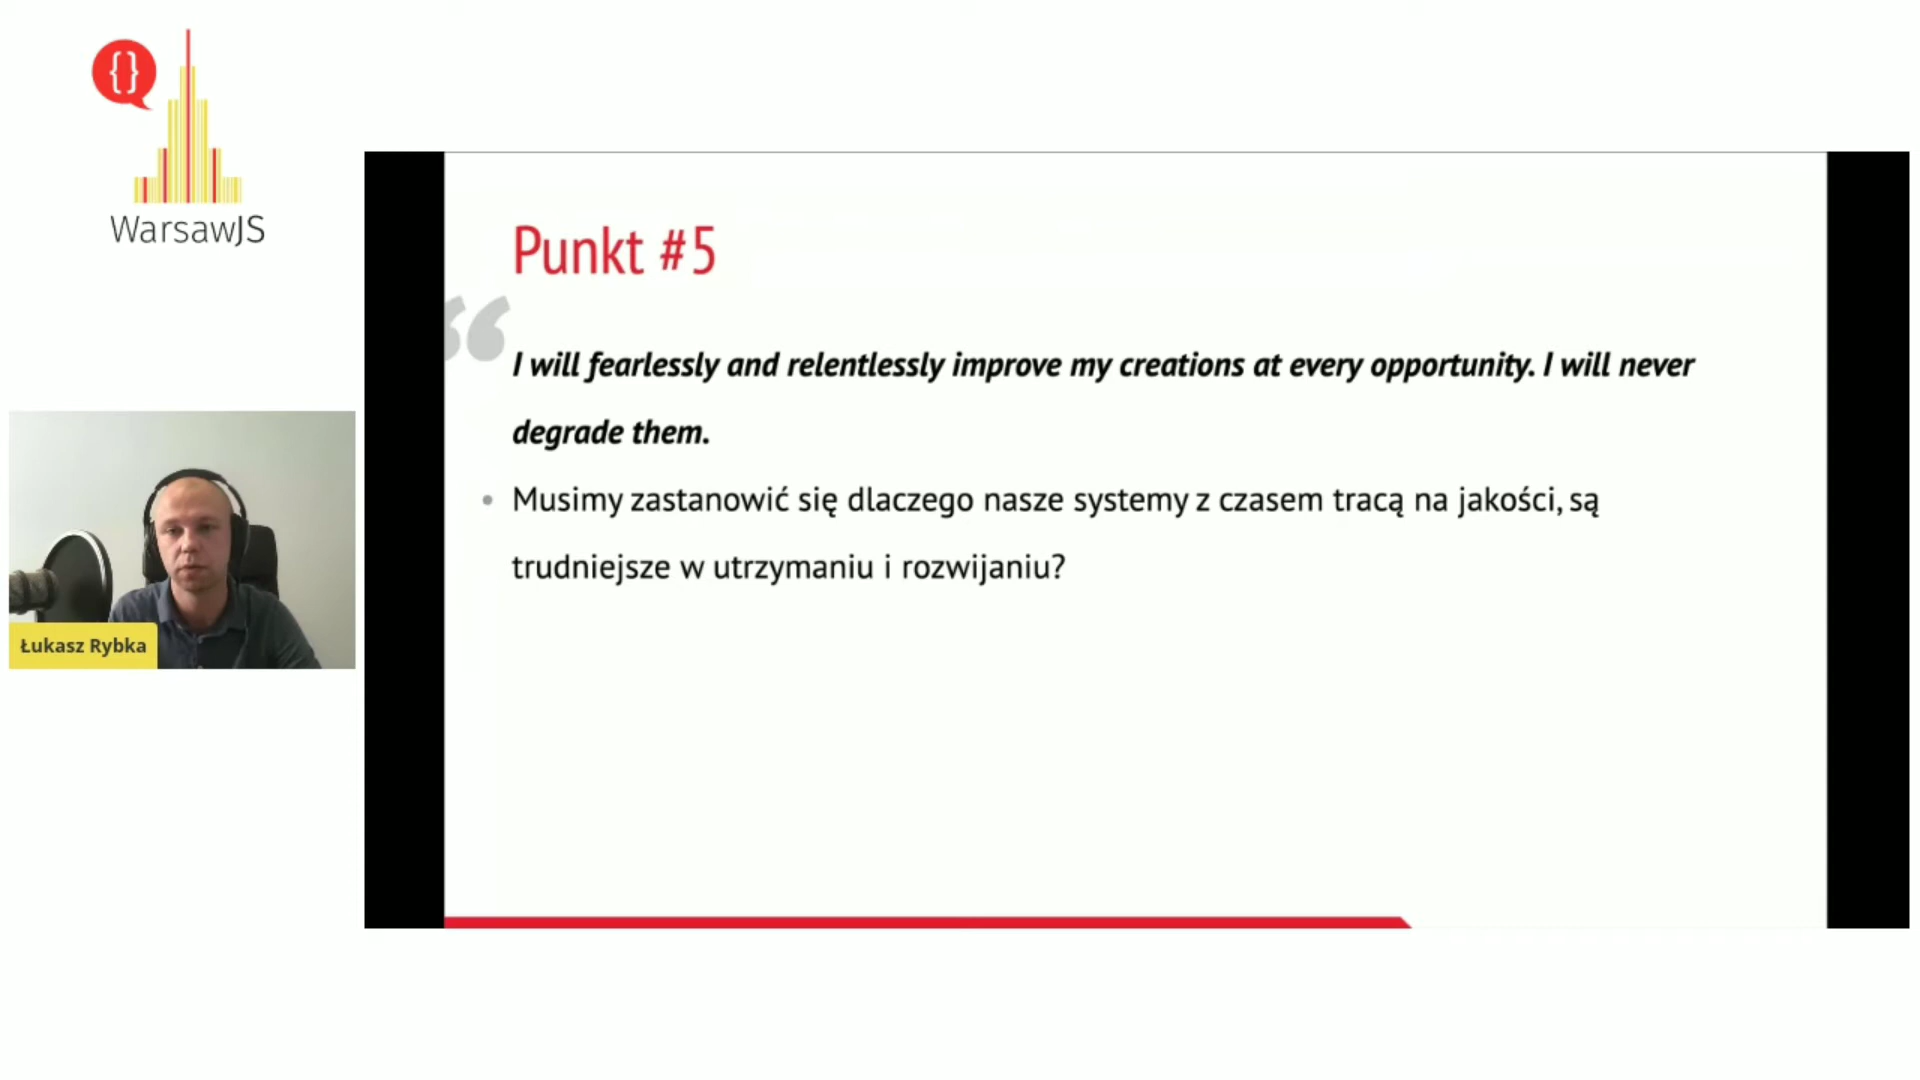 {}
WarsawJS
Punkt #5
“
I will fearlessly and relentlessly improve my creations at every opportunity. I will never
degrade them.
• Musimy zastanowić się dlaczego nasze systemy z czasem tracą na jakości, są
trudniejsze w utrzymaniu i rozwijaniu?
Łukasz Rybka